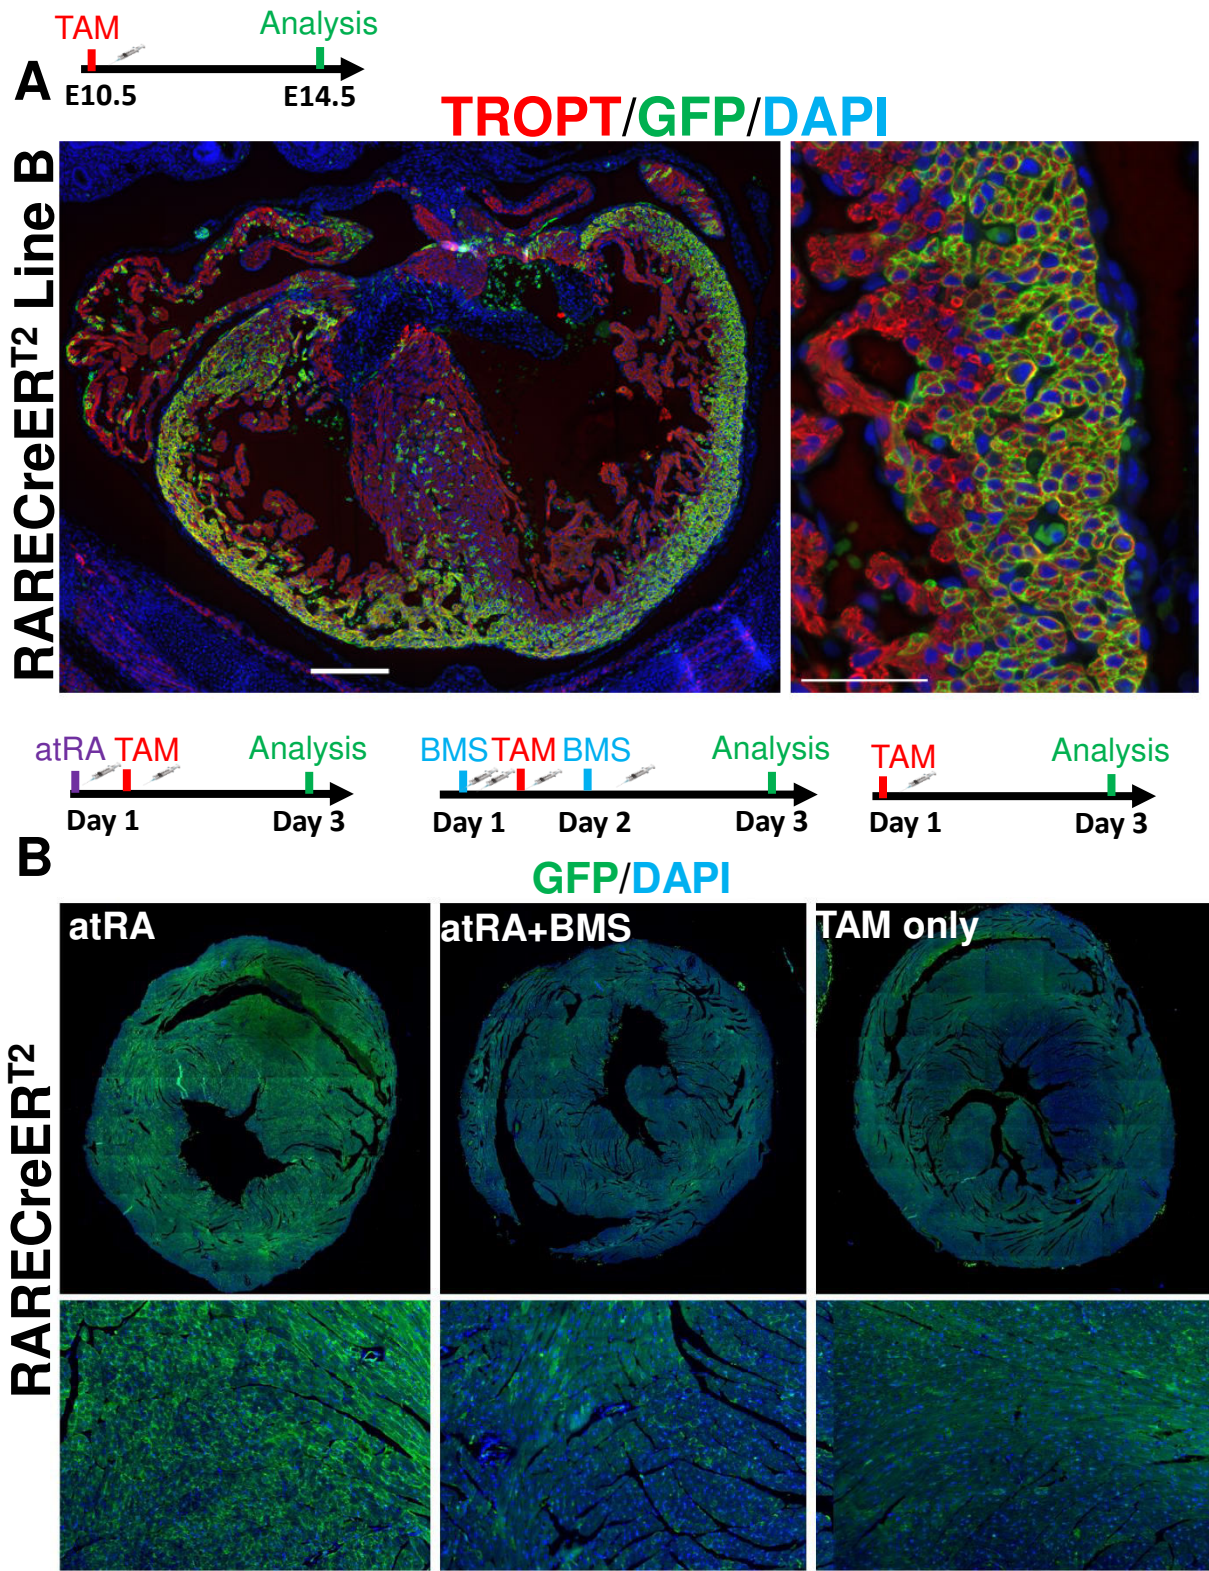 TAM Analysis
E10.5 E14.5
A
TROPT/GFP/DAPI
RARECreERT2 Line B
atRA TAM Analysis
Day 1 Day 3
BMS TAM BMS Analysis
Day 1 Day 2 Day 3
TAM Analysis
Day 1 Day 3
B
GFP/DAPI
atRA
atRA+BMS
TAM only
RARECreERT2